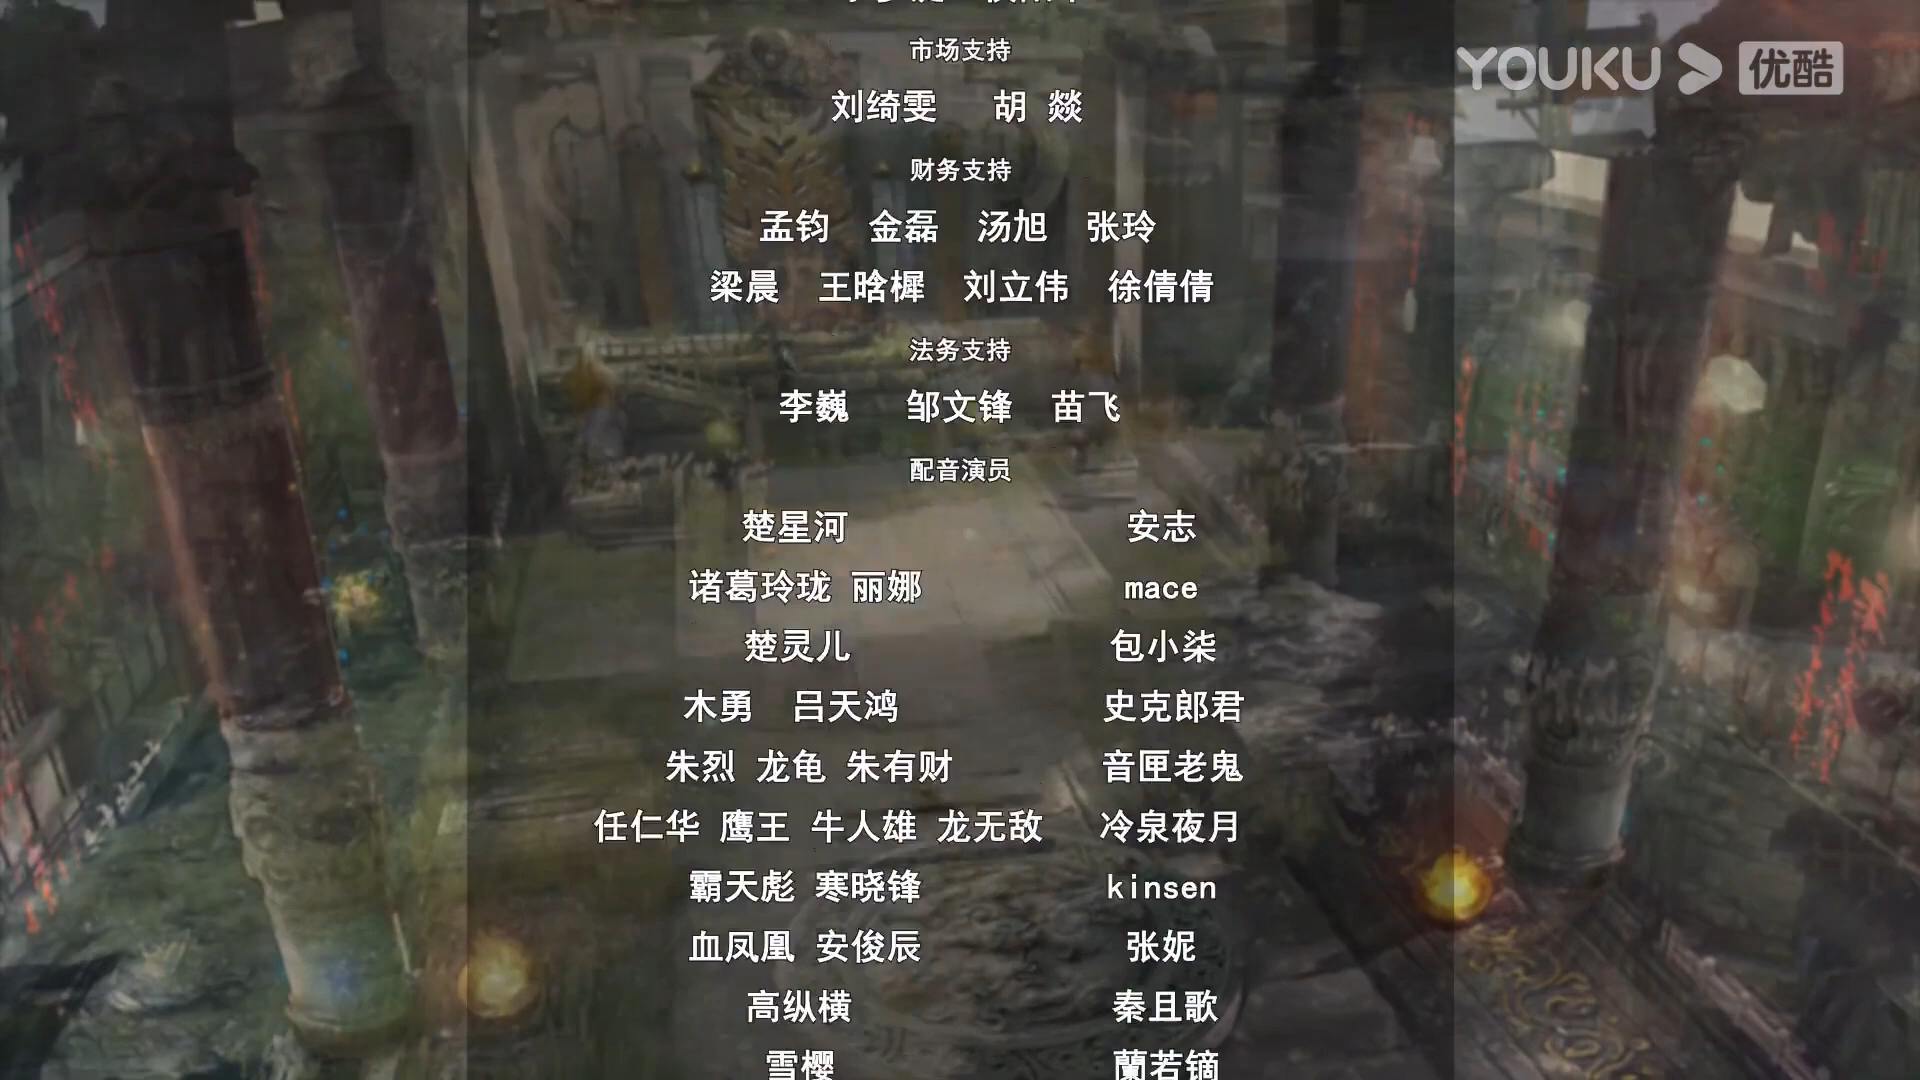 市场支持
YOUKU 优酷
刘绮雯 胡 燚
财务支持
孟钧 金磊 汤旭 张玲
梁晨 王晗樨 刘立伟 徐倩倩
法务支持
李巍 邹文锋 苗飞
配音演员
楚星河 安志
诸葛玲珑 丽娜 mace
楚灵儿 包小柒
木勇 吕天鸿 史克郎君
朱烈 龙龟 朱有财 音匣老鬼
任仁华 鹰王 牛人雄 龙无敌 冷泉夜月
霸天彪 寒晓锋 kinsen
血凤凰 安俊辰 张妮
高纵横 秦且歌
雪樱 蘭若镝